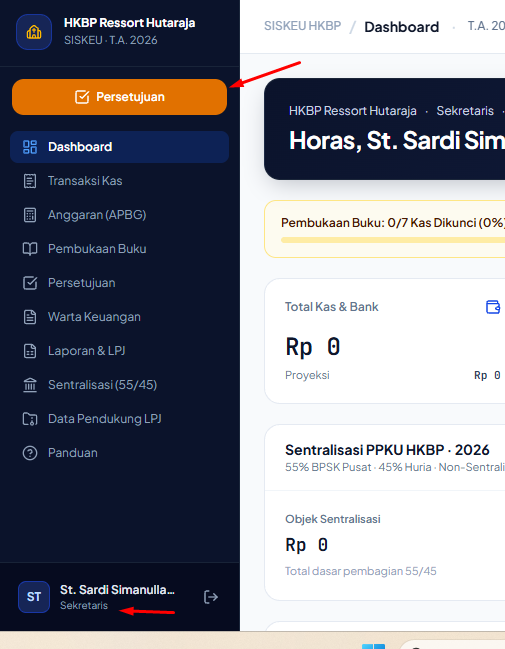 HKBP Ressort Hutaraja
SISKEU · T.A. 2026
Persetujuan
Dashboard
Transaksi Kas
Anggaran (APBG)
Pembukaan Buku
Persetujuan
Warta Keuangan
Laporan & LPJ
Sentralisasi (55/45)
Data Pendukung LPJ
Panduan
ST
St. Sardi Simanulla...
Sekretaris
SISKEU HKBP / Dashboard · T.A. 20
HKBP Ressort Hutaraja · Sekretaris ·
Horas, St. Sardi Sim
Pembukaan Buku: 0/7 Kas Dikunci (0%)
Total Kas & Bank
Rp 0
Proyeksi Rp 0
Sentralisasi PPKU HKBP · 2026
55% BPSK Pusat · 45% Huria · Non-Sentrali
Objek Sentralisasi
Rp 0
Total dasar pembagian 55/45